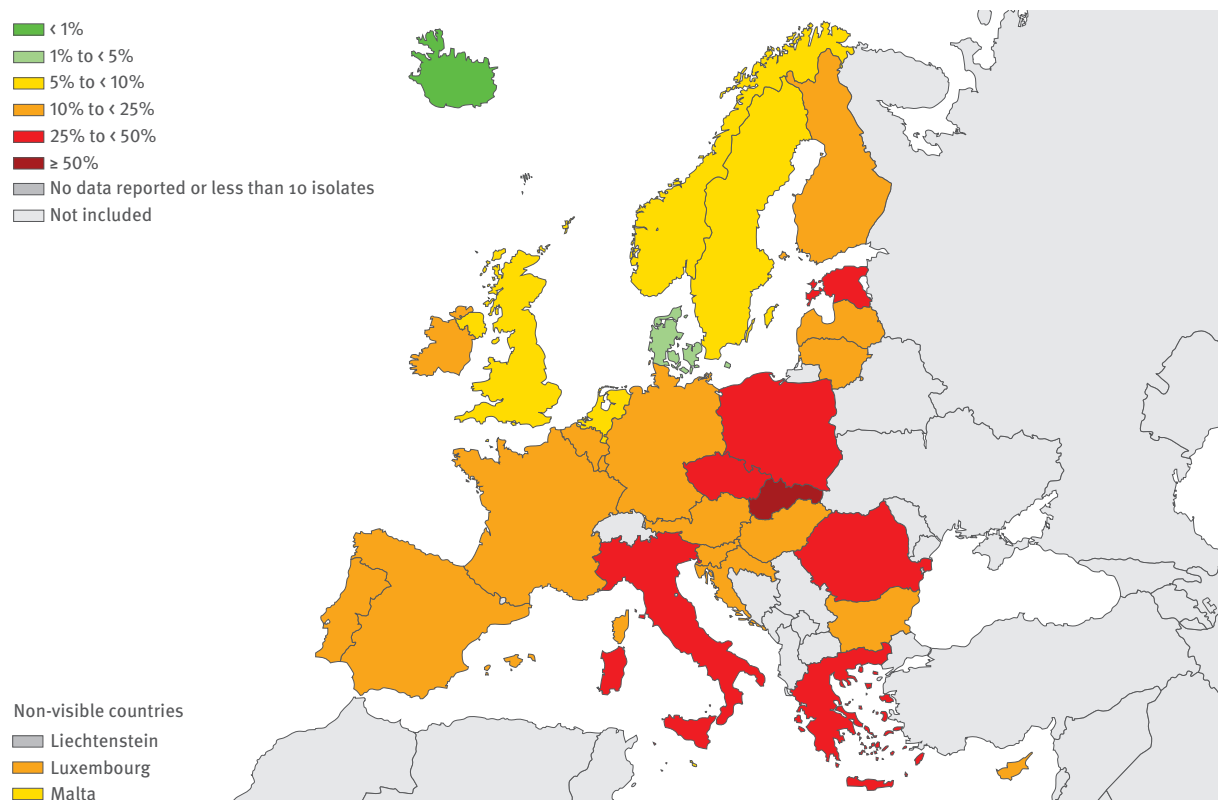 < 1%
1% to < 5%
5% to < 10%
10% to < 25%
25% to < 50%
≥ 50%
No data reported or less than 10 isolates
Not included
Non-visible countries
Liechtenstein
Luxembourg
Malta